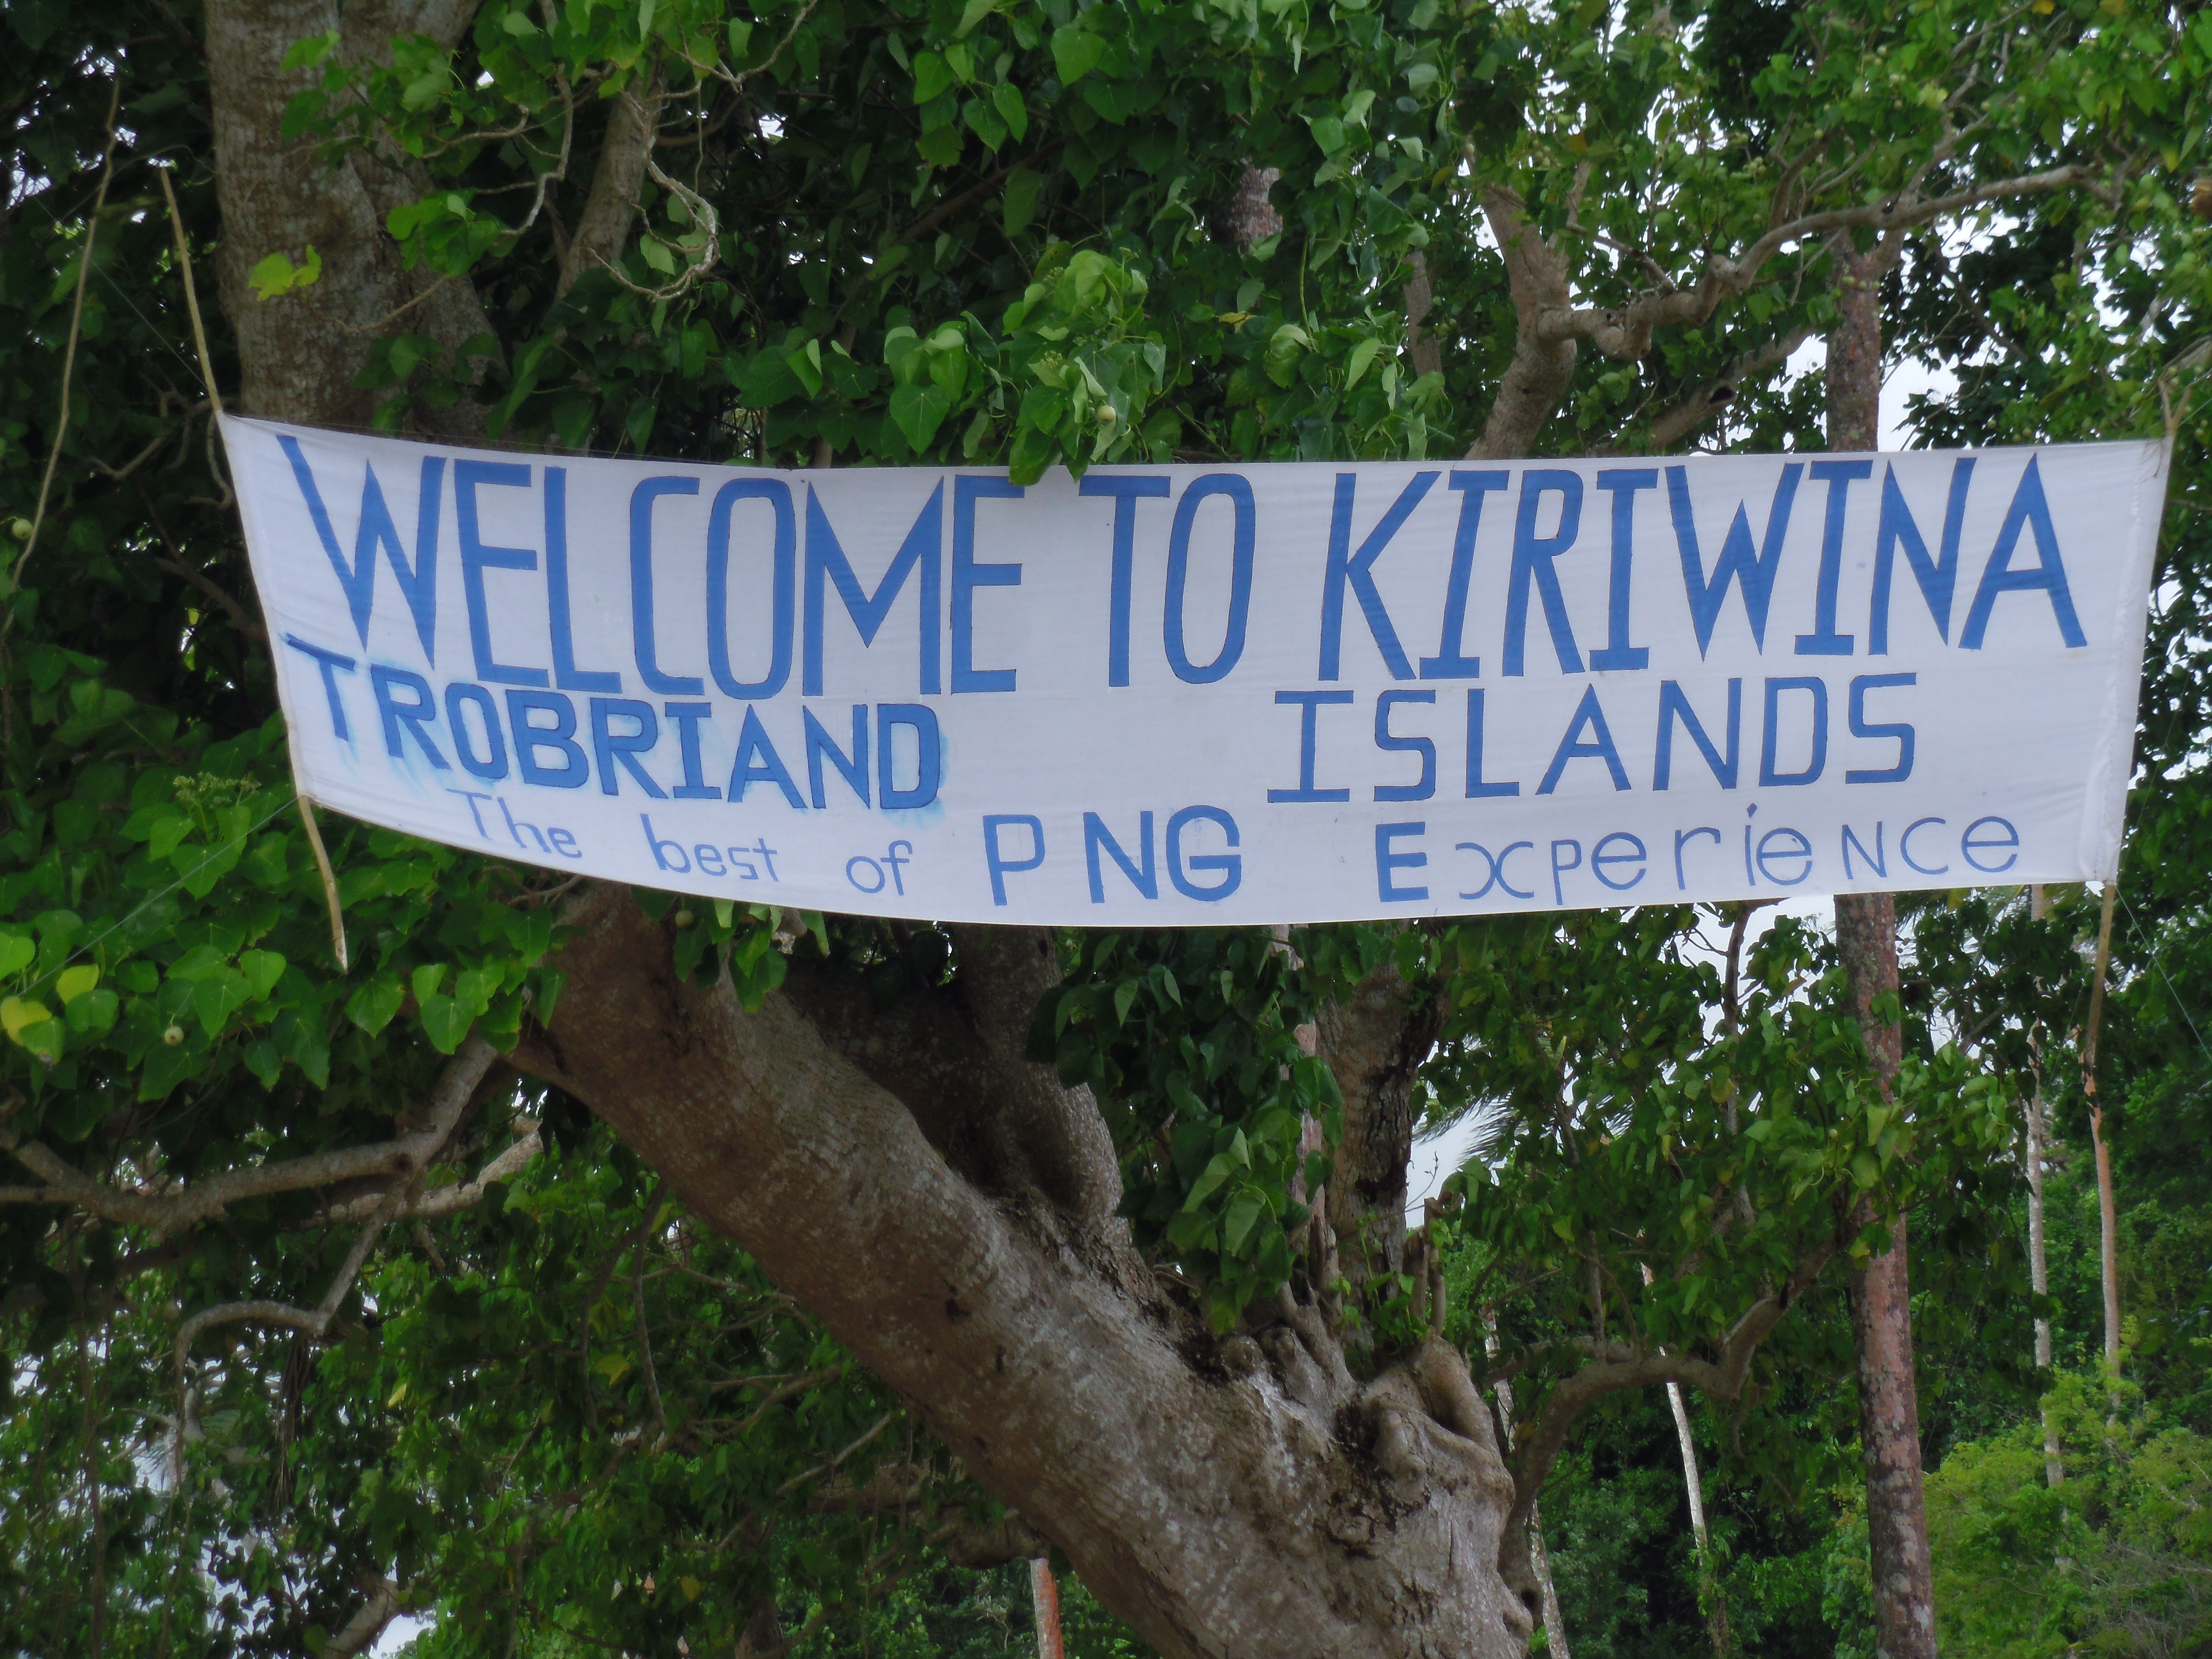 WELCOME TO KIRIWINA
TROBRIAND ISLANDS
The best of PNG ExperieNce